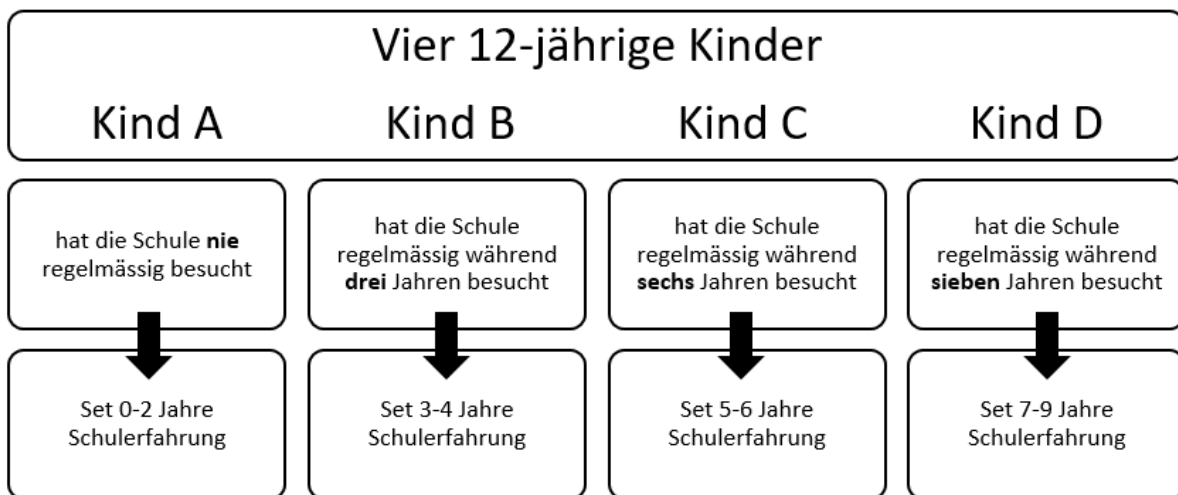 Vier 12-jährige Kinder
Kind A
Kind B
Kind C
Kind D
hat die Schule nie
regelmässig besucht
hat die Schule
regelmässig während
drei Jahren besucht
hat die Schule
regelmässig während
sechs Jahren besucht
hat die Schule
regelmässig während
sieben Jahren besucht
Set 0-2 Jahre
Schulerfahrung
Set 3-4 Jahre
Schulerfahrung
Set 5-6 Jahre
Schulerfahrung
Set 7-9 Jahre
Schulerfahrung